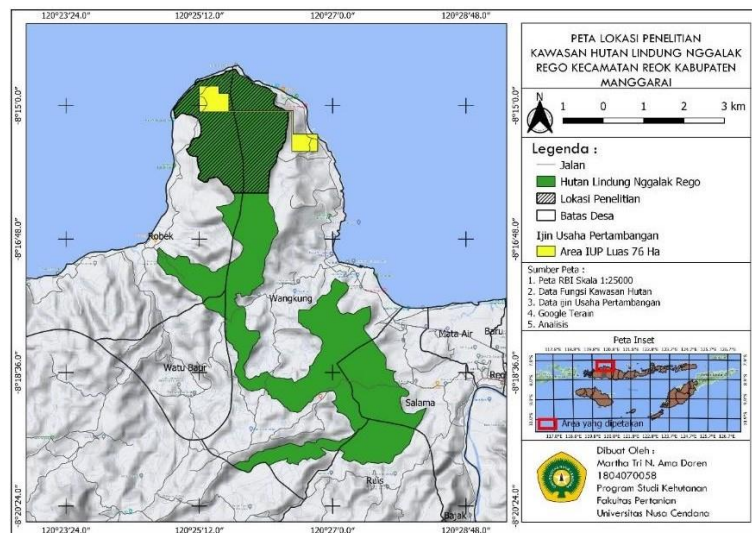 120°23'24.0" 120°25'12.0" 120°27'0.0" 120°28'48.0"
-8°15'0.0" -8°15'0.0"
-8°16'48.0" -8°16'48.0"
-8°18'36.0" -8°18'36.0"
-8°20'24.0" -8°20'24.0"
Robek
Wangkung
Mata Air
Baru
Watu Baur
Salama
Ruis
Bajak
120°23'24.0" 120°25'12.0" 120°27'0.0" 120°28'48.0"
PETA LOKASI PENELITIAN
KAWASAN HUTAN LINDUNG NGGALAK
REGO KECAMATAN REOK KABUPATEN
MANGGARAI
N
1 0 1 2 3 km
Legenda :
Jalan
Hutan Lindung Nggalak Rego
Lokasi Penelitian
Batas Desa
Ijin Usaha Pertambangan
Area IUP Luas 76 Ha
Sumber Peta :
1. Peta RBI Skala 1:25000
2. Data Fungsi Kawasan Hutan
3. Data ijin Usaha Pertambangan
4. Google Terain
5. Analisis
Peta Inset
Area yang dipetakan
Dibuat Oleh :
Martha Tri N. Ama Doren
1804070058
Program Studi Kehutanan
Fakultas Pertanian
Universitas Nusa Cendana